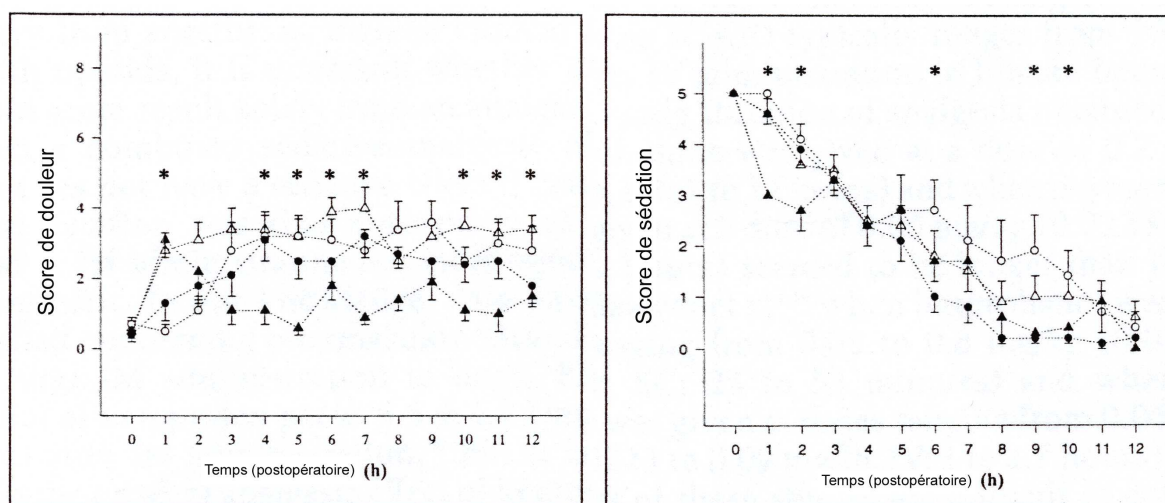 Score de douleur
8
6
4
2
0
* * * * * * * *
0 1 2 3 4 5 6 7 8 9 10 11 12
Temps (postopératoire) (h)
Score de sédation
5
4
3
2
1
0
* * * * *
0 1 2 3 4 5 6 7 8 9 10 11 12
Temps (postopératoire) (h)